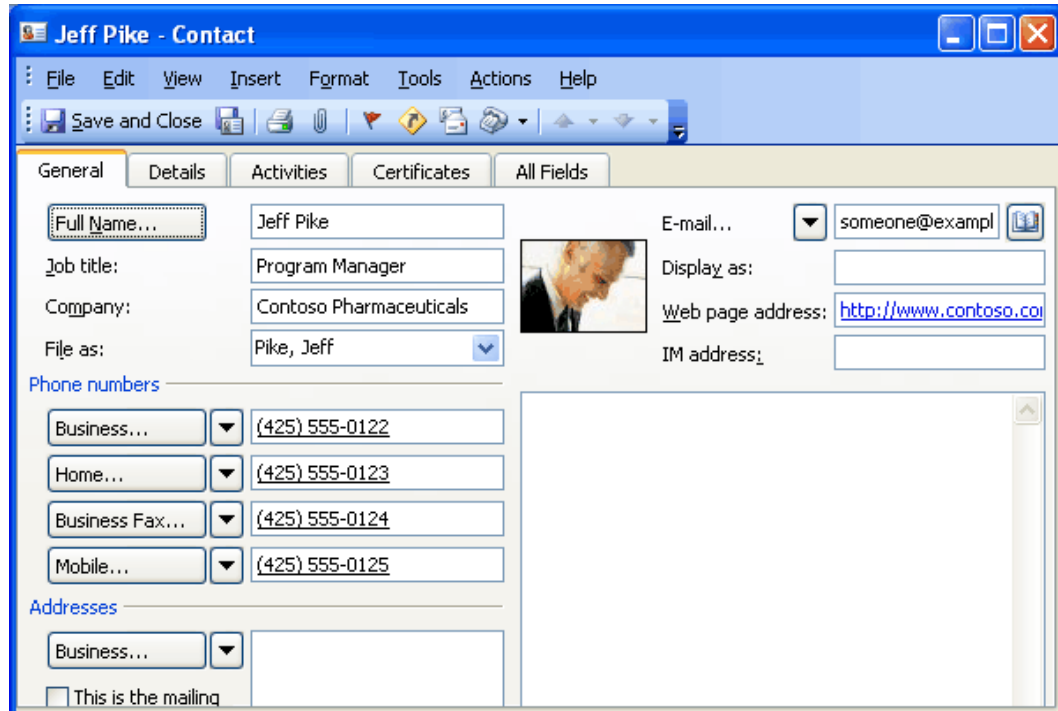 Jeff Pike - Contact
File Edit View Insert Format Tools Actions Help
Save and Close
General Details Activities Certificates All Fields
Full Name... Jeff Pike
Job title: Program Manager
Company: Contoso Pharmaceuticals
File as: Pike, Jeff
E-mail... someone@exampl
Display as:
Web page address: http://www.contoso.co
IM address:
Phone numbers
Business... (425) 555-0122
Home... (425) 555-0123
Business Fax... (425) 555-0124
Mobile... (425) 555-0125
Addresses
Business...
This is the mailing